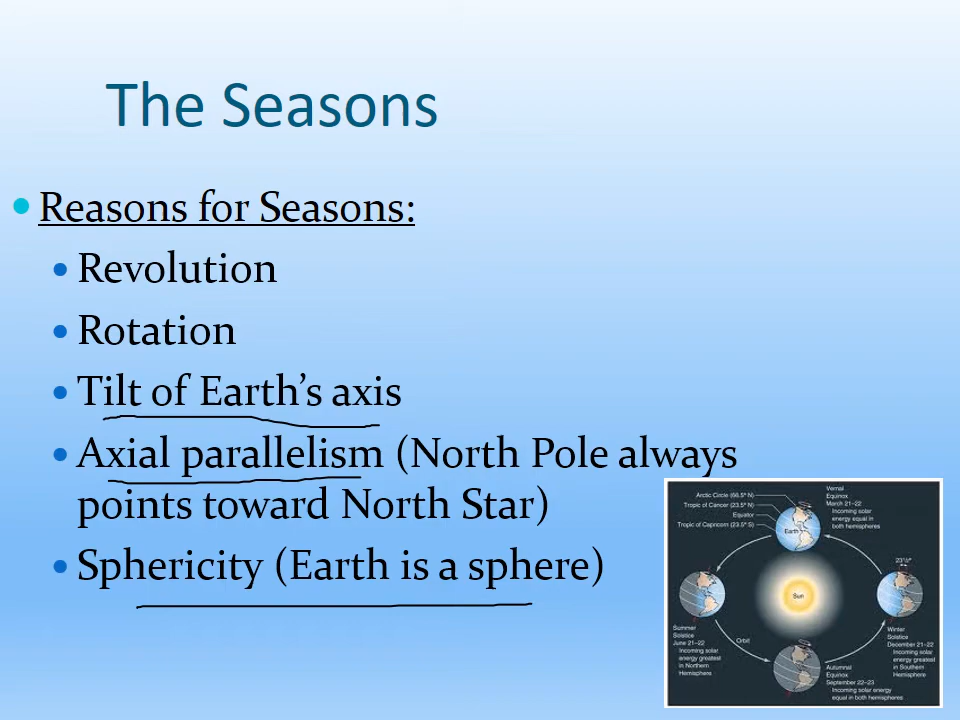 The Seasons
Reasons for Seasons:
Revolution
Rotation
Tilt of Earth's axis
Axial parallelism (North Pole always
points toward North Star)
Sphericity (Earth is a sphere)
Arctic Circle (66.5° N)
Tropic of Cancer (23.5° N)
Equator
Tropic of Capricorn (23.5° S)
Earth
Vernal
Equinox
March 21–22
Incoming solar
energy equal in
both hemispheres
23½°
Sun
Summer
Solstice
June 21–22
Incoming solar
energy greatest
in Northern
Hemisphere
Orbit
Winter
Solstice
December 21–22
Incoming solar
energy greatest
in Southern
Hemisphere
Autumnal
Equinox
September 22–23
Incoming solar energy
equal in both hemispheres